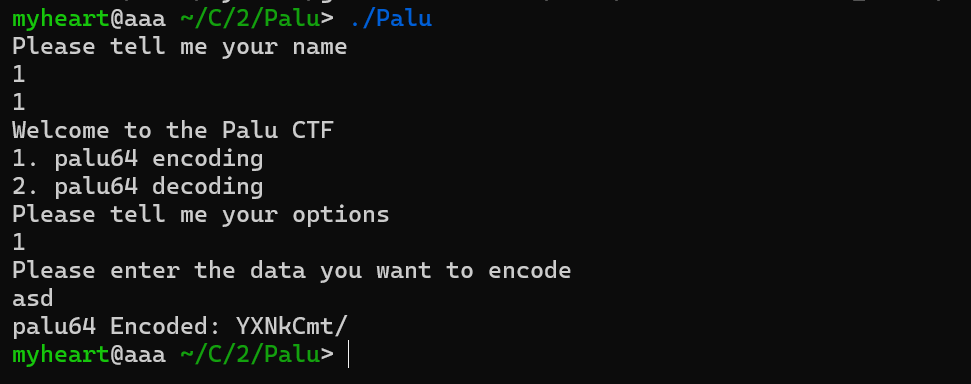 myheart@aaa ~/C/2/Palu> ./Palu
Please tell me your name
1
1
Welcome to the Palu CTF
1. palu64 encoding
2. palu64 decoding
Please tell me your options
1
Please enter the data you want to encode
asd
palu64 Encoded: YXNkCmt/
myheart@aaa ~/C/2/Palu>